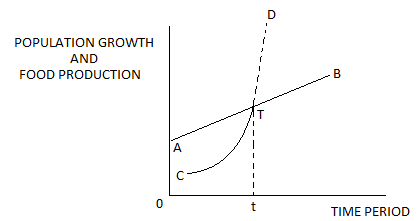 D
POPULATION GROWTH
AND
FOOD PRODUCTION
B
T
A
C
0
t
TIME PERIOD